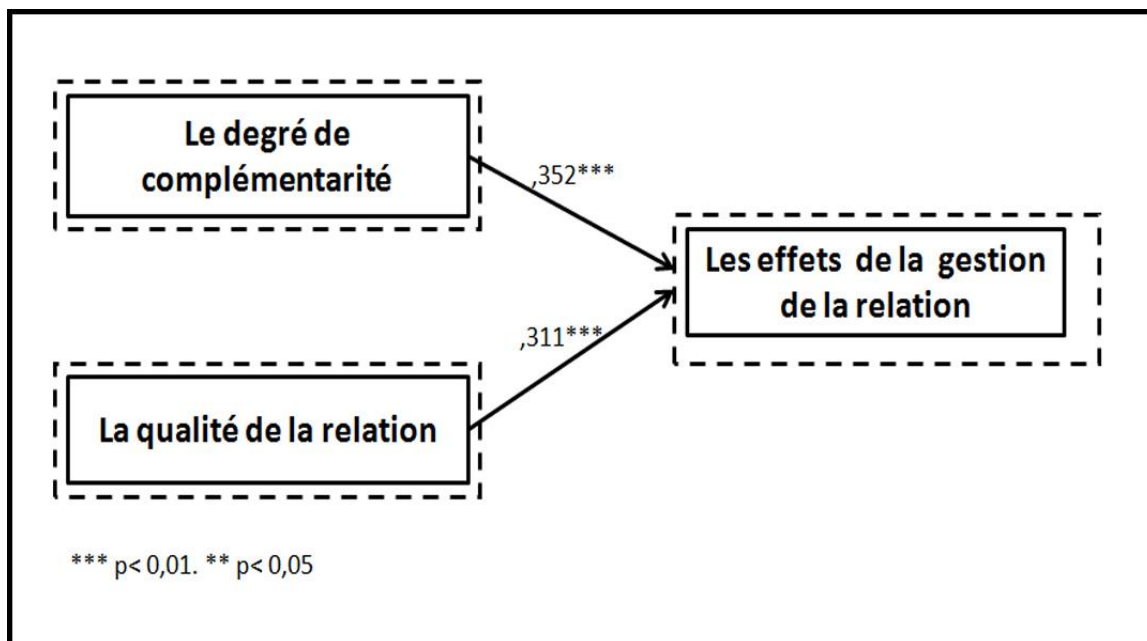 Le degré de
complémentarité
,352***
Les effets de la gestion
de la relation
,311***
La qualité de la relation
*** p< 0,01. ** p< 0,05